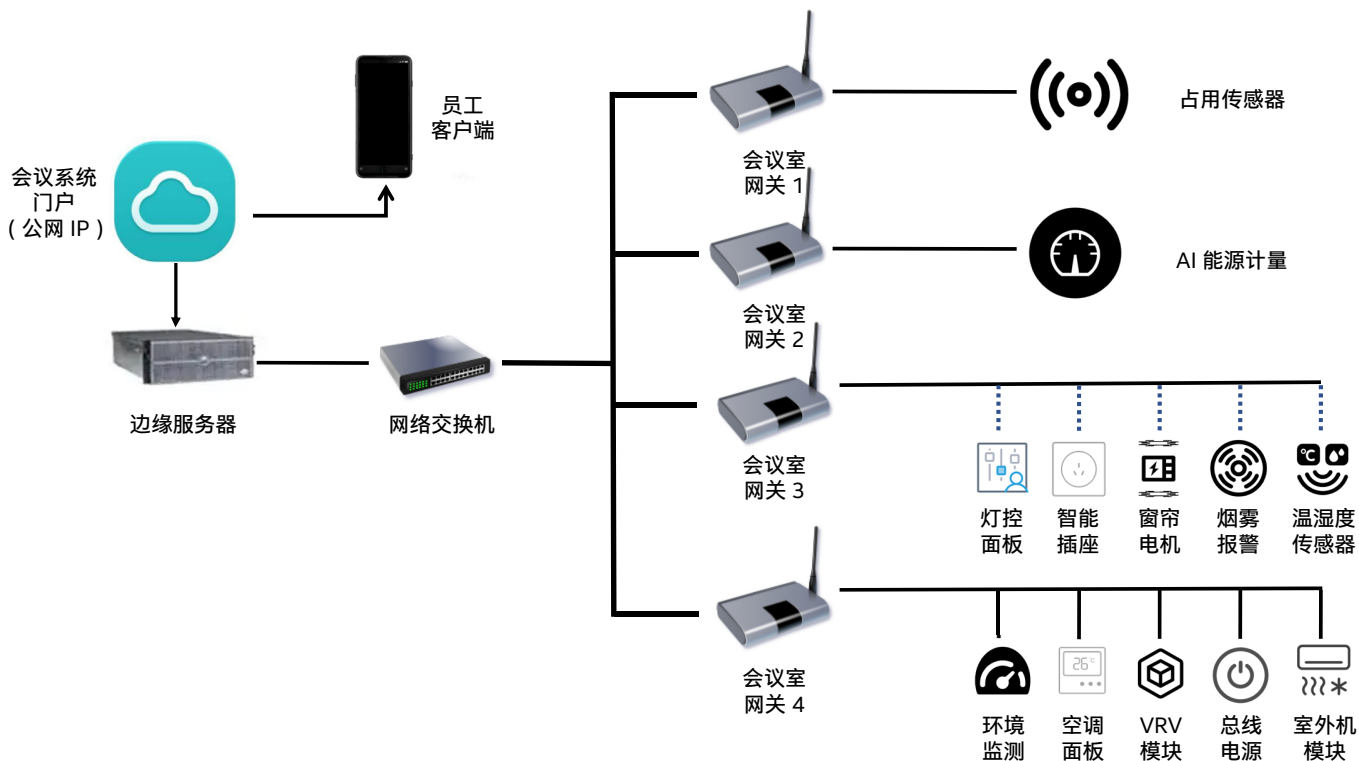 会议系统
门户
( 公网 IP )
员工
客户端
边缘服务器
网络交换机
会议室
网关 1
占用传感器
会议室
网关 2
AI 能源计量
会议室
网关 3
灯控
面板
智能
插座
窗帘
电机
烟雾
报警
℃
温湿度
传感器
会议室
网关 4
26°
环境
监测
空调
面板
VRV
模块
总线
电源
室外机
模块